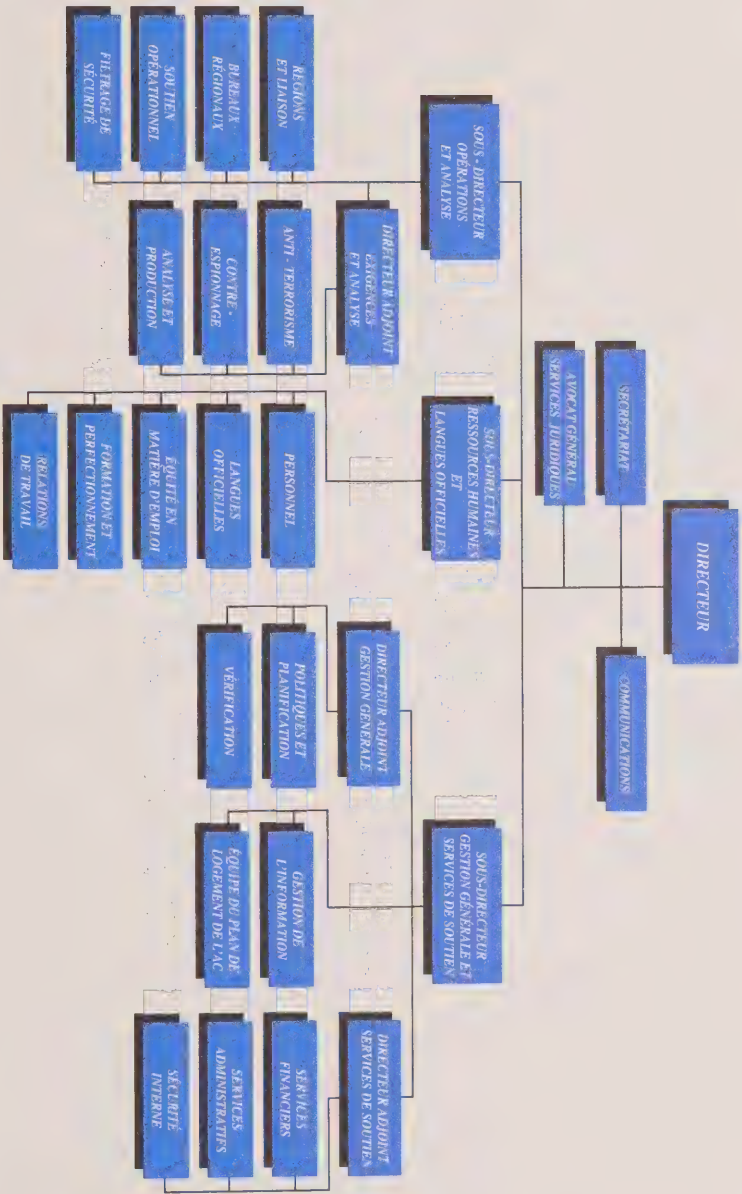 DIRECTEUR
SECRÉTARIAT
COMMUNICATIONS
AVOCAT GÉNÉRAL
SERVICES JURIDIQUES
SOUS - DIRECTEUR
OPÉRATIONS
ET ANALYSE
SOUS-DIRECTEUR
RESSOURCES HUMAINES
ET
LANGUES OFFICIELLES
SOUS-DIRECTEUR
GESTION GÉNÉRALE ET
SERVICES DE SOUTIEN
DIRECTEUR ADJOINT
EXIGENCES
ET ANALYSE
DIRECTEUR ADJOINT
GESTION GENERALE
DIRECTEUR ADJOINT
SERVICES DE SOUTIEN
RÉGIONS
ET LIAISON
BUREAUX
RÉGIONAUX
SOUTIEN
OPÉRATIONNEL
FILTRAGE DE
SÉCURITÉ
ANTI - TERRORISME
CONTRE -
ESPIONNAGE
ANALYSE ET
PRODUCTION
PERSONNEL
LANGUES
OFFICIELLES
ÉQUITÉ EN
MATIÈRE D'EMPLOI
FORMATION ET
PERFECTIONNEMENT
RELATIONS
DE TRAVAIL
POLITIQUES ET
PLANIFICATION
VÉRIFICATION
GESTION DE
L'INFORMATION
ÉQUIPE DU PLAN DE
LOGEMENT DE L'AC
SERVICES
FINANCIERS
SERVICES
ADMINISTRATIFS
SÉCURITÉ
INTERNE